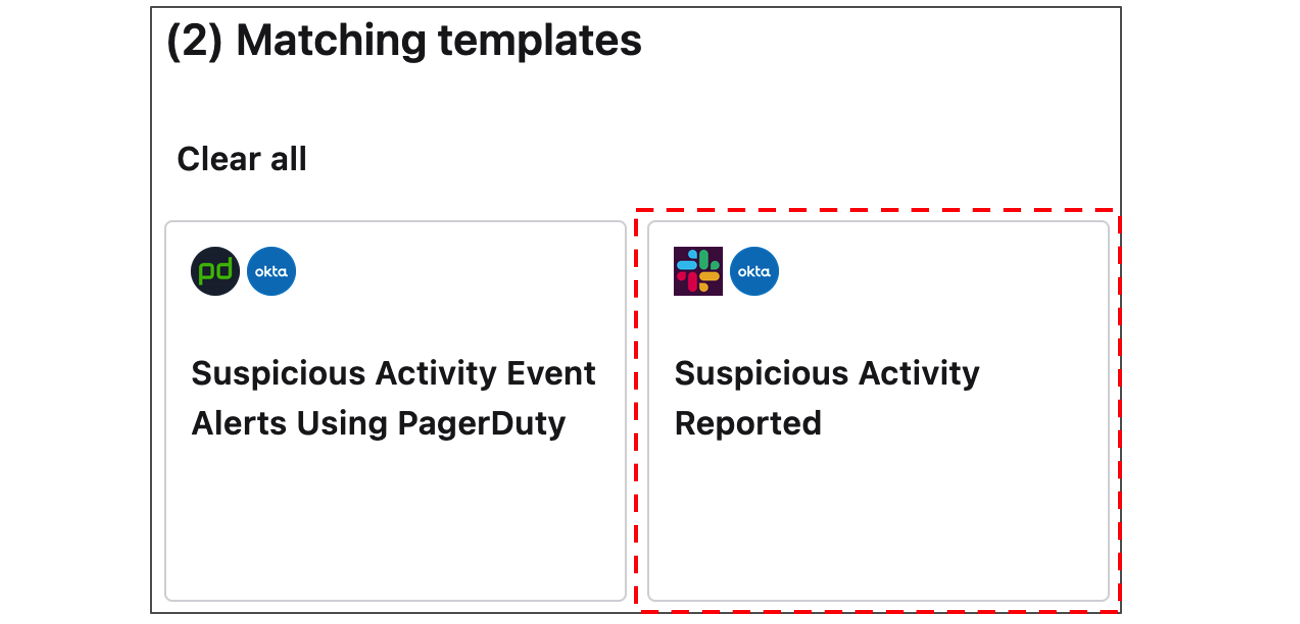 (2) Matching templates
Clear all
pd okta
Suspicious Activity Event
Alerts Using PagerDuty
okta
Suspicious Activity
Reported